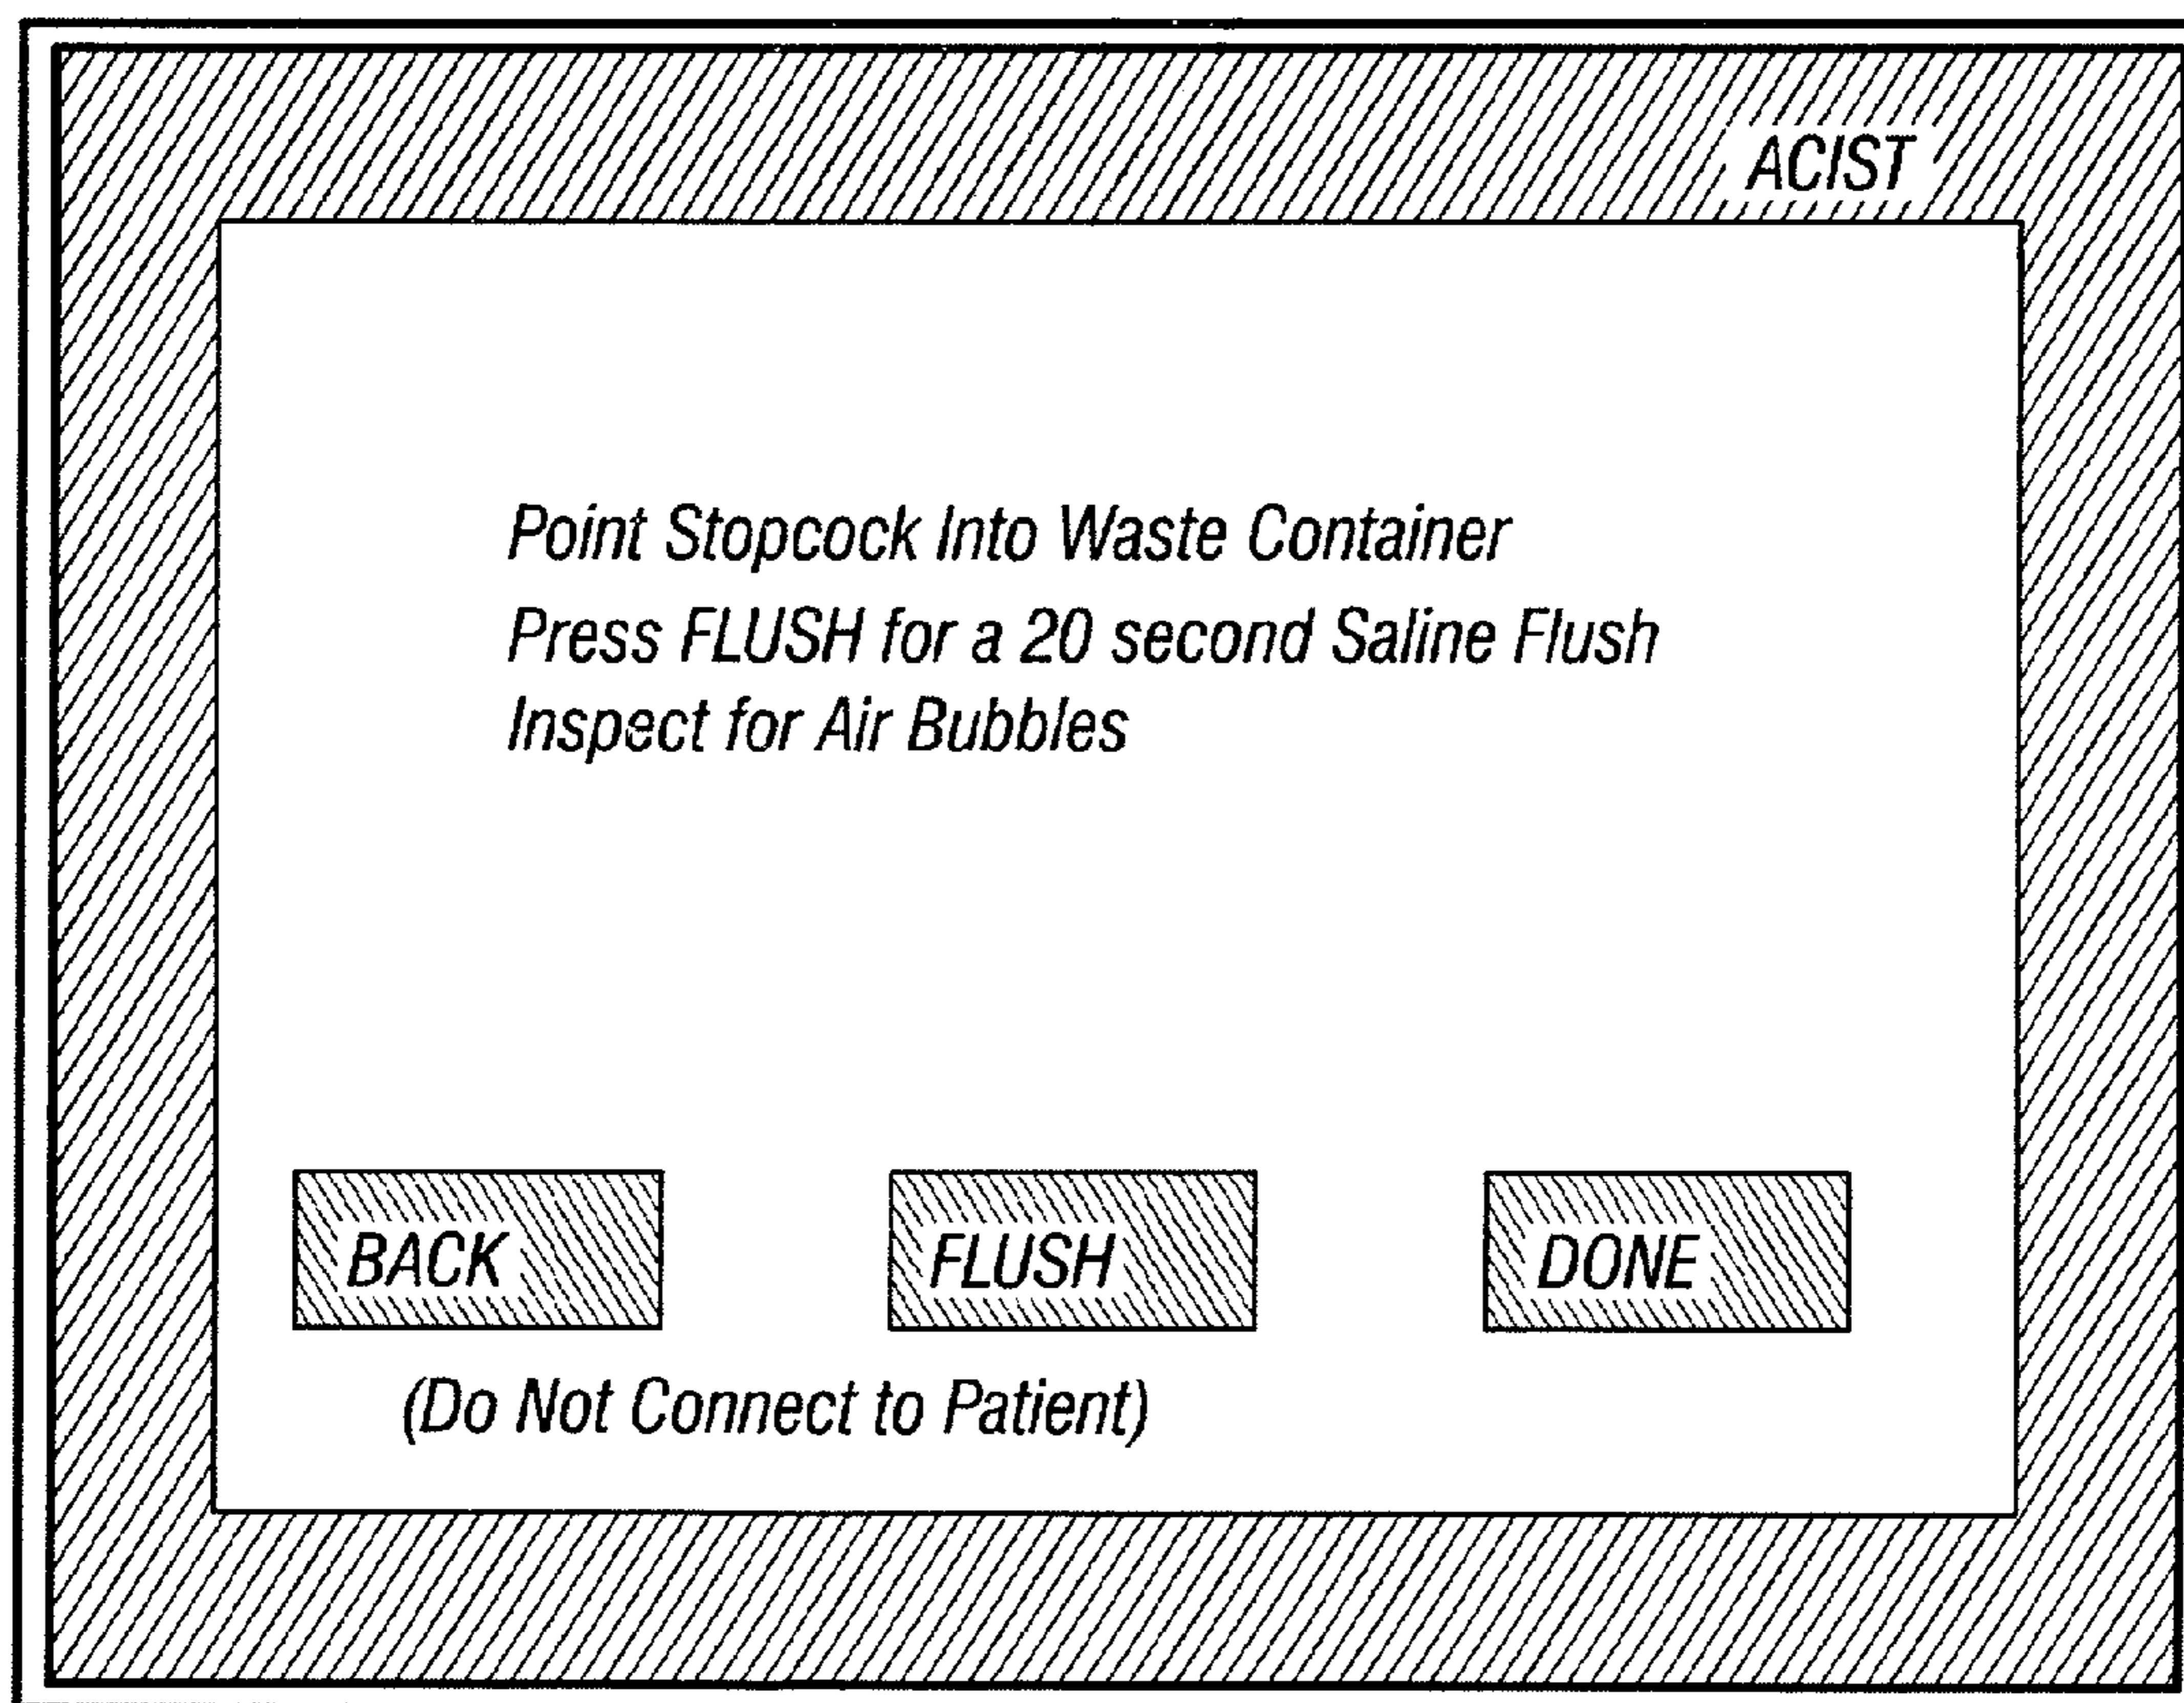 ACIST
Point Stopcock Into Waste Container
Press FLUSH for a 20 second Saline Flush
Inspect for Air Bubbles
BACK
FLUSH
DONE
(Do Not Connect to Patient)